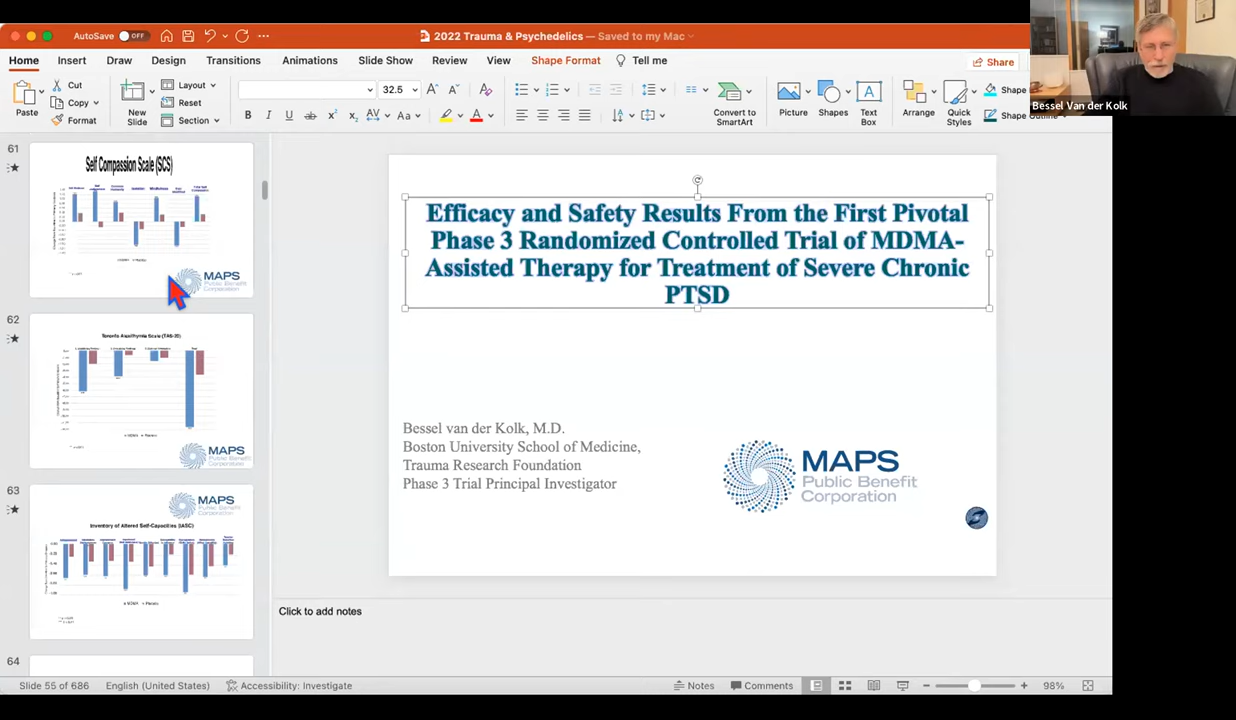 AutoSave
OFF
2022 Trauma & Psychedelics — Saved to my Mac
Home
Insert
Draw
Design
Transitions
Animations
Slide Show
Review
View
Shape Format
Tell me
Share
Paste
Cut
Copy
Format
New Slide
Layout
Reset
Section
32.5
Convert to SmartArt
Picture
Shapes
Text Box
Arrange
Quick Styles
Shape
Shape Outline
Bessel Van der Kolk
61
Self Compassion Scale (SCS)
MAPS
Public Benefit
Corporation
62
Toronto Alexithymia Scale (TAS-20)
MAPS
Public Benefit
Corporation
63
MAPS
Public Benefit
Corporation
Inventory of Altered Self-Capacities (IASC)
64
Efficacy and Safety Results From the First Pivotal
Phase 3 Randomized Controlled Trial of MDMA-
Assisted Therapy for Treatment of Severe Chronic
PTSD
Bessel van der Kolk, M.D.
Boston University School of Medicine,
Trauma Research Foundation
Phase 3 Trial Principal Investigator
MAPS
Public Benefit
Corporation
Click to add notes
Slide 55 of 686
English (United States)
Accessibility: Investigate
Notes
Comments
98%